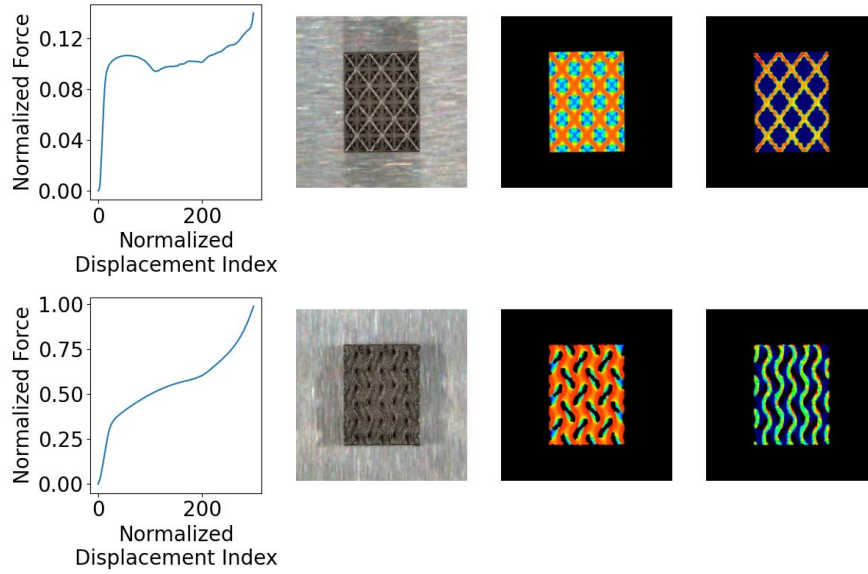 Normalized Force
0.12
0.08
0.04
0.00
0
200
Normalized
Displacement Index
Normalized Force
1.00
0.75
0.50
0.25
0.00
0
200
Normalized
Displacement Index